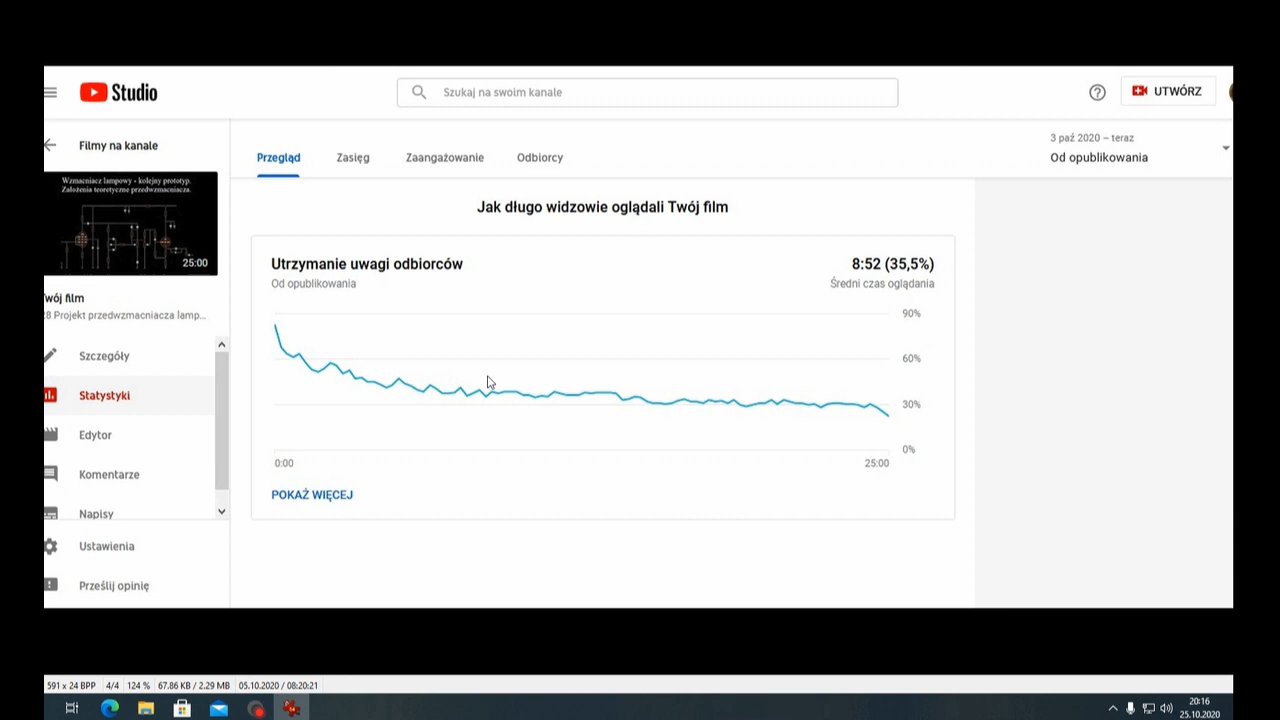 Studio
Szukaj na swoim kanale
UTWÓRZ
Filmy na kanale
Wzmacniacz lampowy - kolejny prototyp.
Założenia teoretyczne przedwzmacniacza.
25:00
Twój film
28 Projekt przedwzmacniacza lamp...
Szczegóły
Statystyki
Edytor
Komentarze
Napisy
Ustawienia
Prześlij opinię
Przegląd
Zasięg
Zaangażowanie
Odbiorcy
3 paź 2020 – teraz
Od opublikowania
Jak długo widzowie oglądali Twój film
Utrzymanie uwagi odbiorców
Od opublikowania
8:52 (35,5%)
Średni czas oglądania
90%
60%
30%
0%
0:00
25:00
POKAŻ WIĘCEJ
591 x 24 BPP
4/4
124 %
67.86 KB / 2.29 MB
05.10.2020 / 08:20:21
20:16
25.10.2020